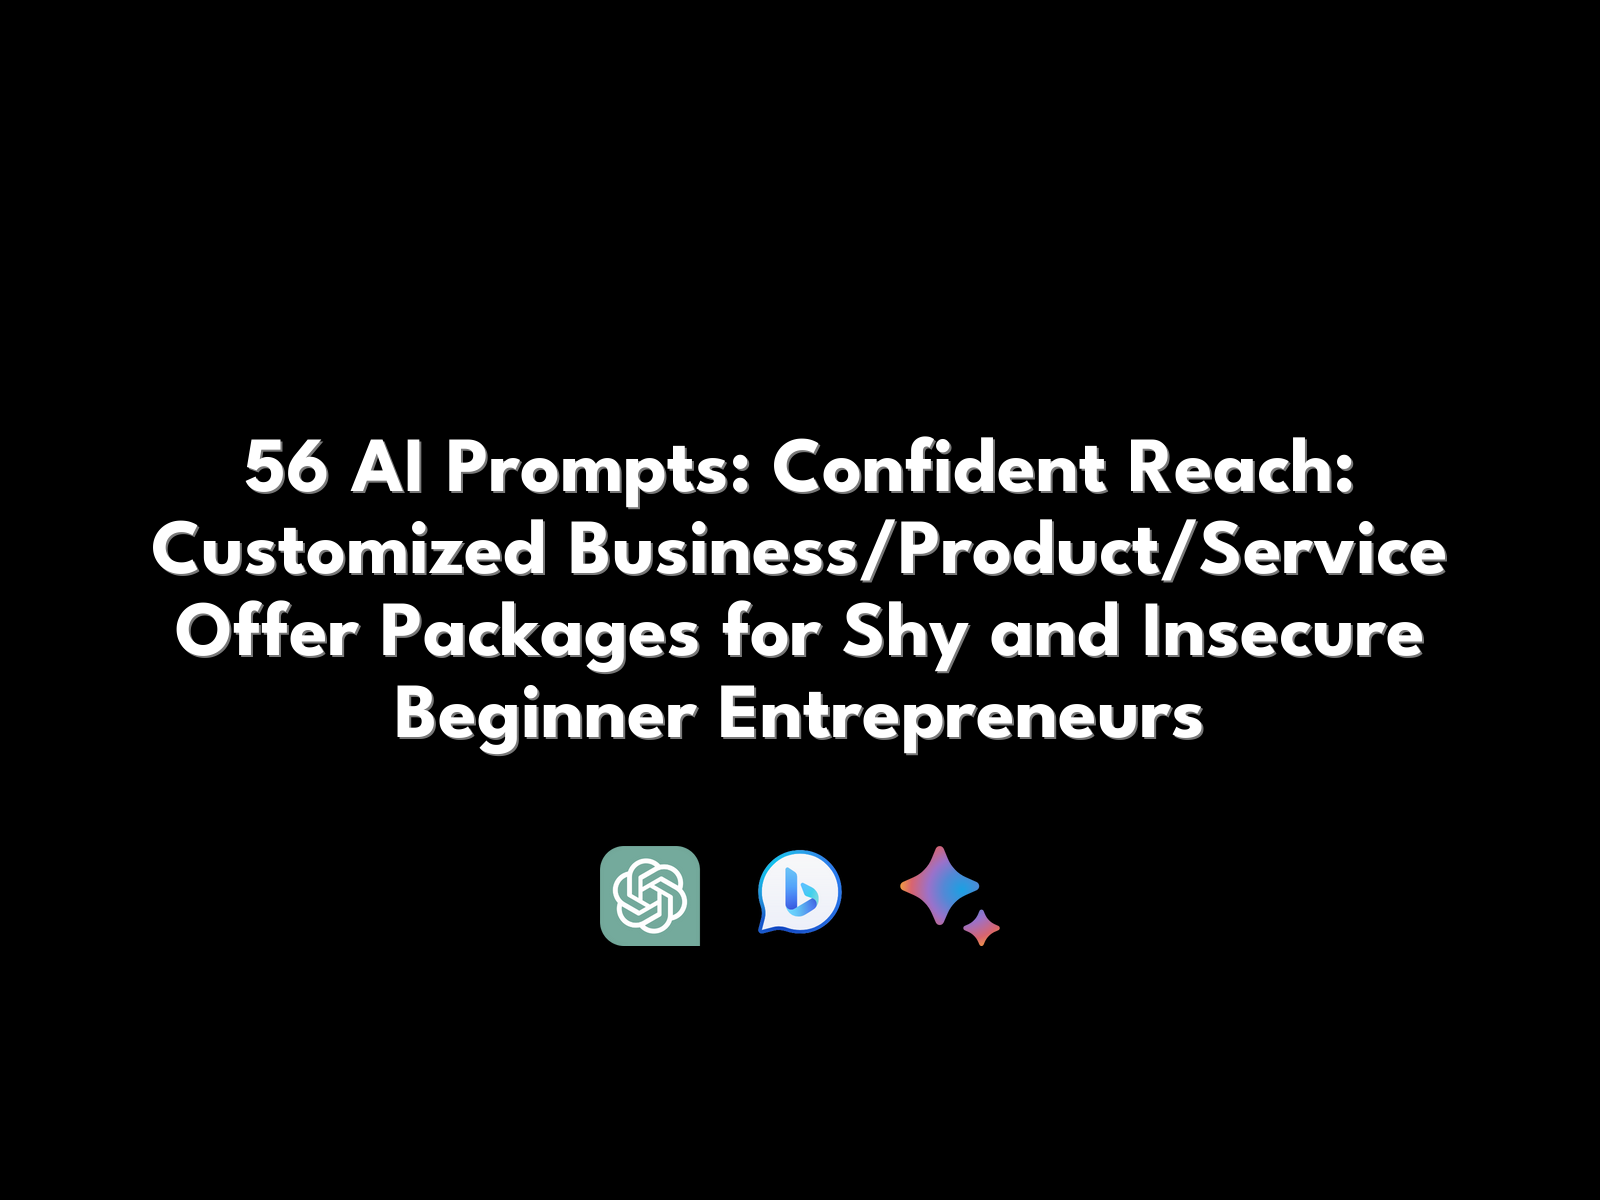 56 AI Prompts: Confident Reach:
Customized Business/Product/Service
Offer Packages for Shy and Insecure
Beginner Entrepreneurs